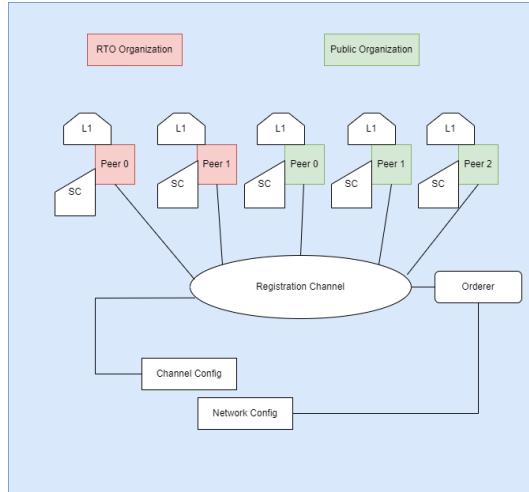 RTO Organization
Public Organization
L1
L1
L1
L1
L1
Peer 0
Peer 1
Peer 0
Peer 1
Peer 2
SC
SC
SC
SC
SC
Registration Channel
Orderer
Channel Config
Network Config